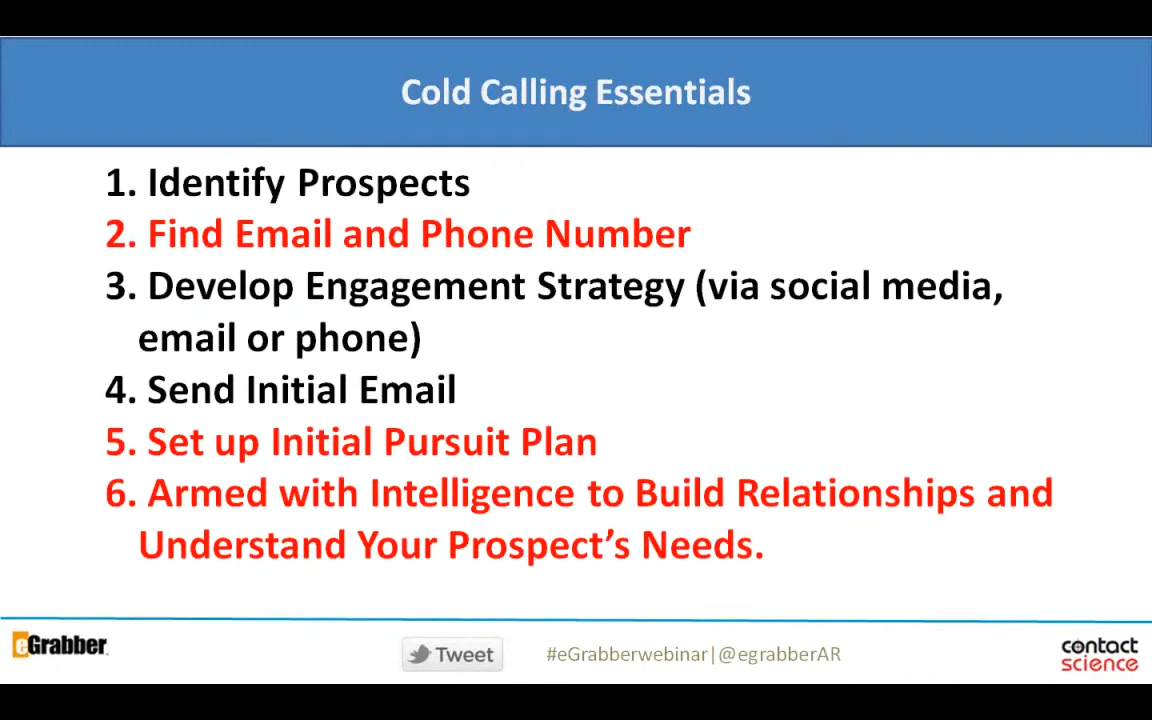 Cold Calling Essentials
1. Identify Prospects
2. Find Email and Phone Number
3. Develop Engagement Strategy (via social media,
email or phone)
4. Send Initial Email
5. Set up Initial Pursuit Plan
6. Armed with Intelligence to Build Relationships and
Understand Your Prospect’s Needs.
eGrabber
Tweet
#eGrabberwebinar|@egrabberAR
contact
science